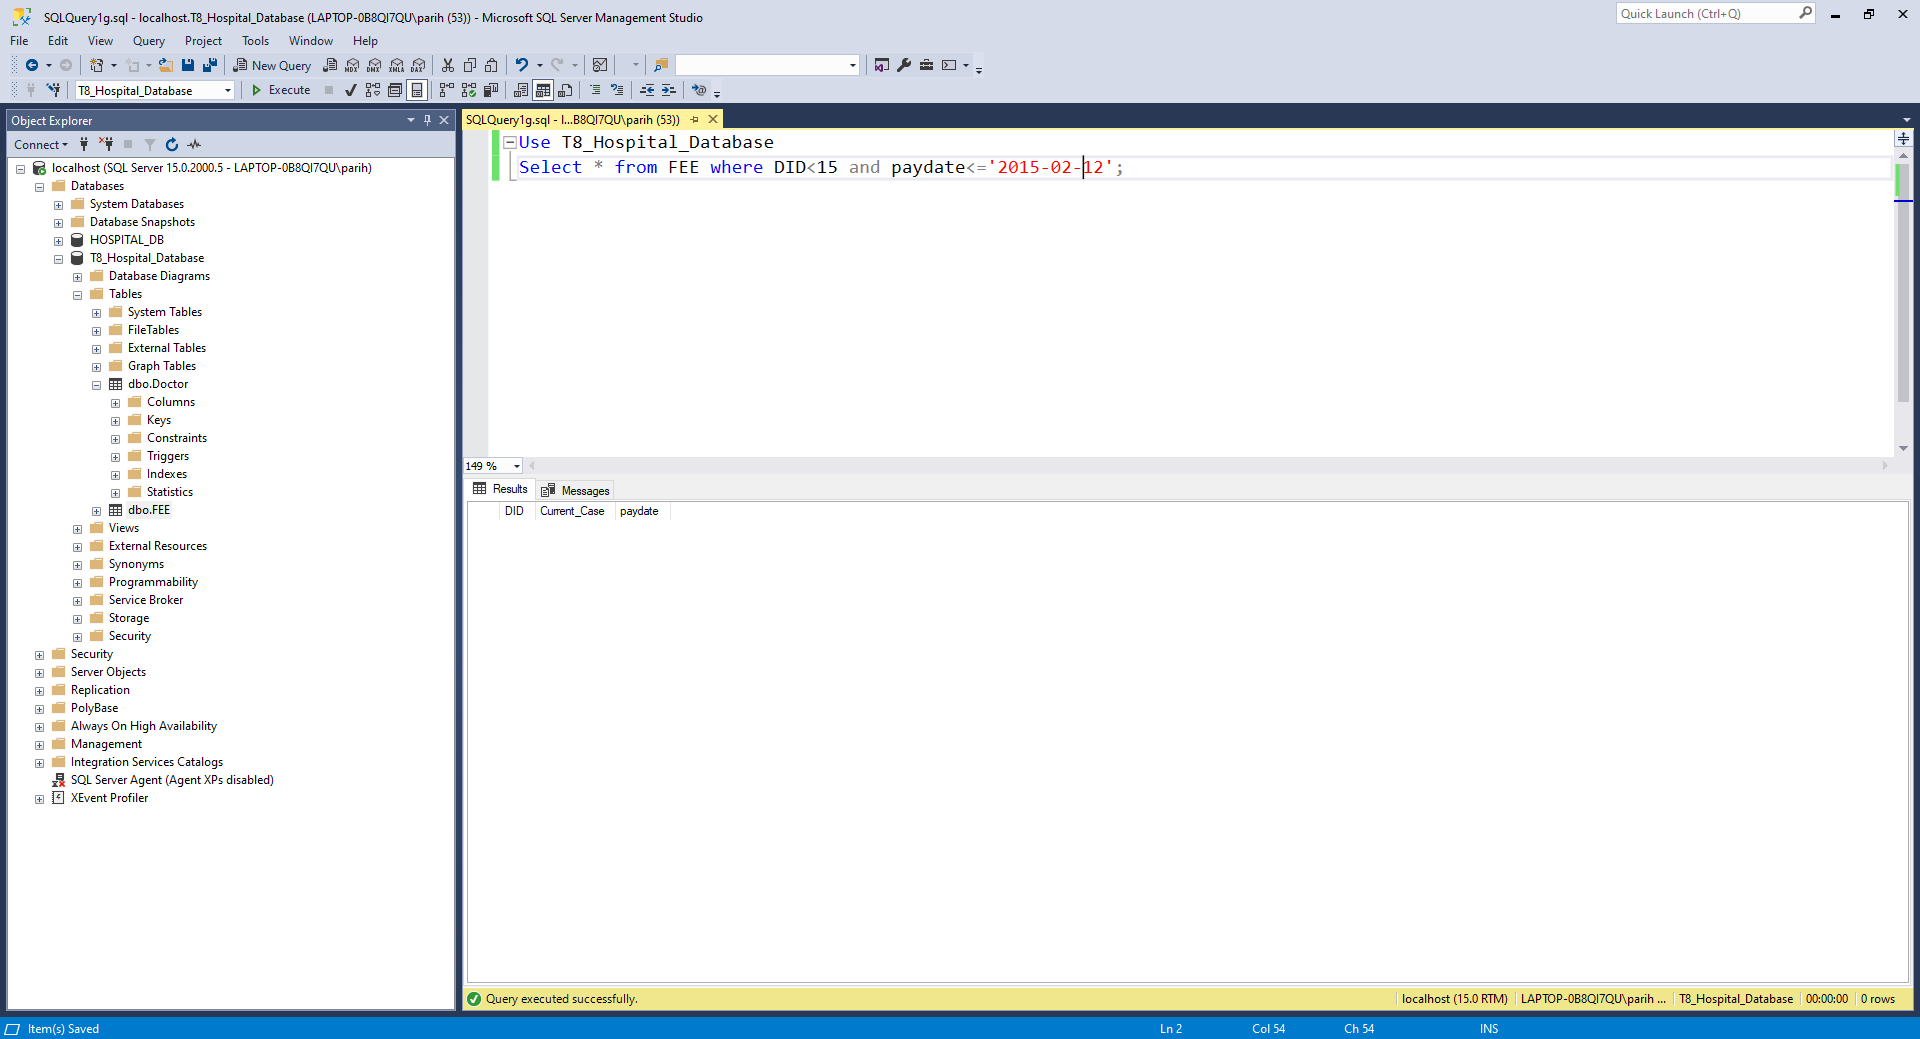 SQLQuery1g.sql - localhost.T8_Hospital_Database (LAPTOP-0B8QI7QU\parih (53)) - Microsoft SQL Server Management Studio
Quick Launch (Ctrl+Q)
File Edit View Query Project Tools Window Help
New Query
MDX DMX XMLA DAX
T8_Hospital_Database
Execute
Object Explorer
Connect
localhost (SQL Server 15.0.2000.5 - LAPTOP-0B8QI7QU\parih)
Databases
System Databases
Database Snapshots
HOSPITAL_DB
T8_Hospital_Database
Database Diagrams
Tables
System Tables
FileTables
External Tables
Graph Tables
dbo.Doctor
Columns
Keys
Constraints
Triggers
Indexes
Statistics
dbo.FEE
Views
External Resources
Synonyms
Programmability
Service Broker
Storage
Security
Security
Server Objects
Replication
PolyBase
Always On High Availability
Management
Integration Services Catalogs
SQL Server Agent (Agent XPs disabled)
XEvent Profiler
SQLQuery1g.sql - l...B8QI7QU\parih (53))
Use T8_Hospital_Database
Select * from FEE where DID<15 and paydate<='2015-02-12';
149 %
Results Messages
DID Current_Case paydate
Query executed successfully.
localhost (15.0 RTM) LAPTOP-0B8QI7QU\parih ... T8_Hospital_Database 00:00:00 0 rows
Item(s) Saved Ln 2 Col 54 Ch 54 INS